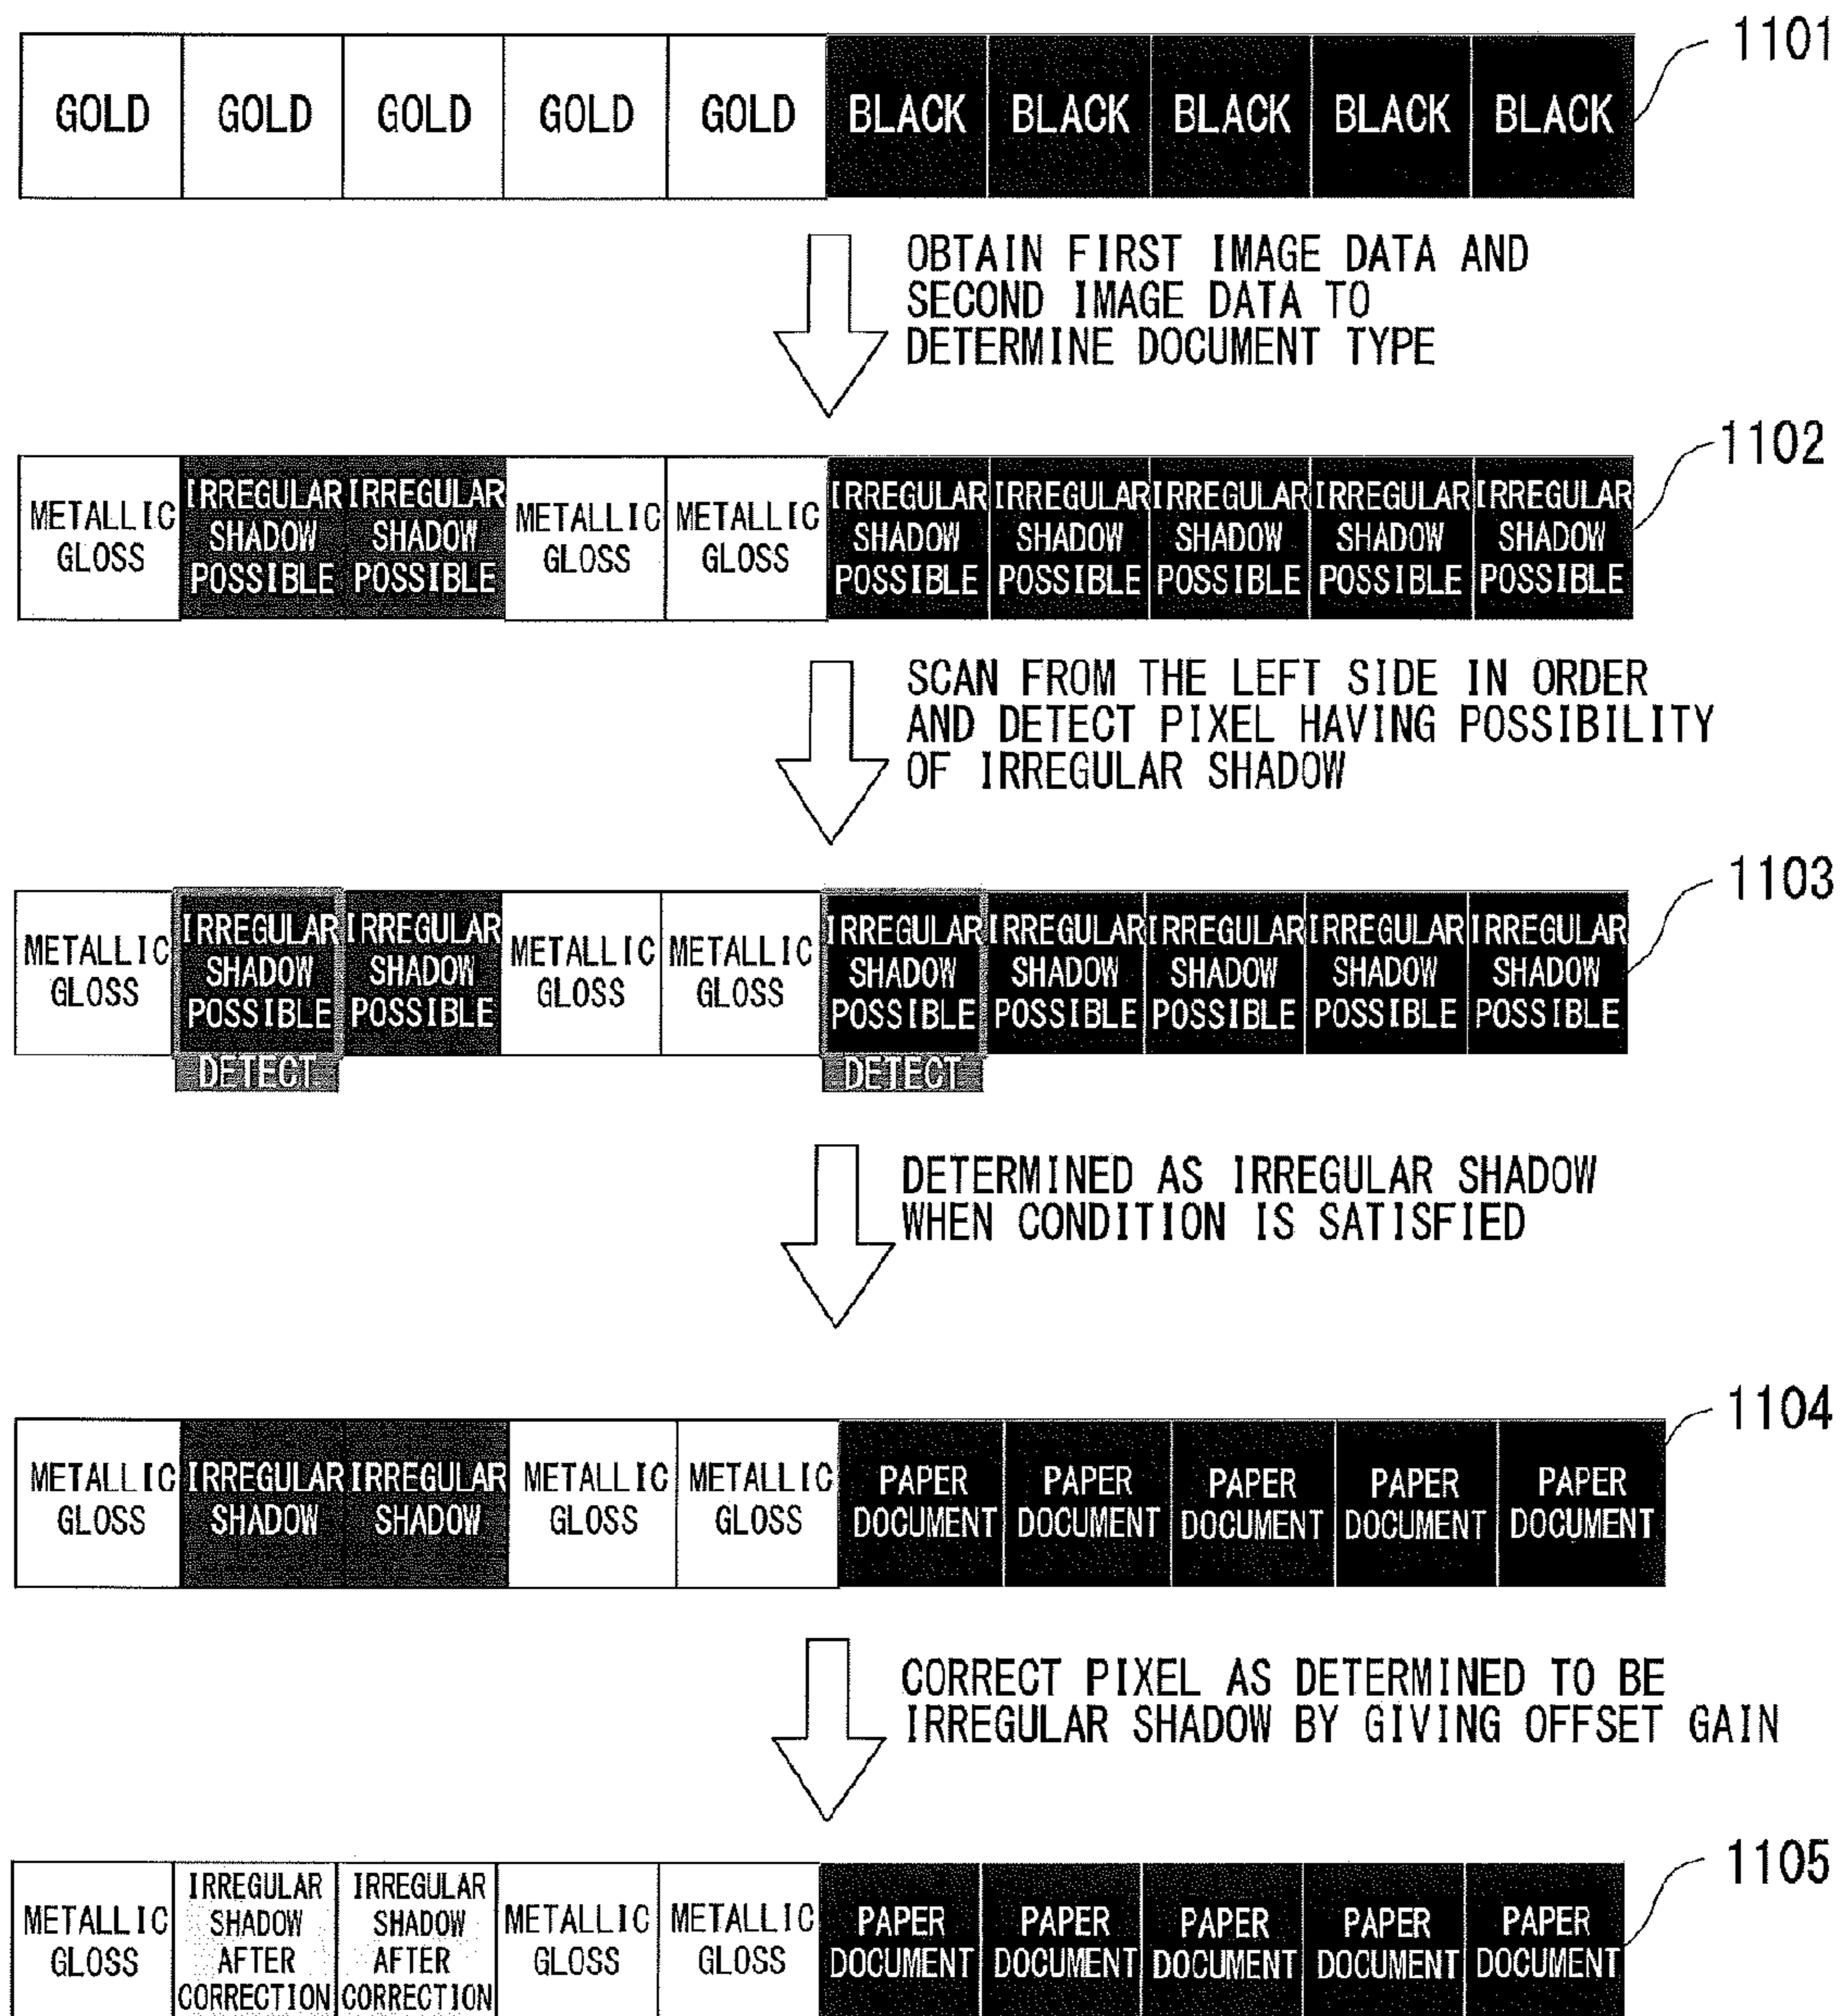 1101
GOLD GOLD GOLD GOLD GOLD BLACK BLACK BLACK BLACK BLACK
OBTAIN FIRST IMAGE DATA AND
SECOND IMAGE DATA TO
DETERMINE DOCUMENT TYPE
1102
METALLIC
GLOSS
IRREGULAR
SHADOW
POSSIBLE
IRREGULAR
SHADOW
POSSIBLE
METALLIC
GLOSS
METALLIC
GLOSS
IRREGULAR
SHADOW
POSSIBLE
IRREGULAR
SHADOW
POSSIBLE
IRREGULAR
SHADOW
POSSIBLE
IRREGULAR
SHADOW
POSSIBLE
IRREGULAR
SHADOW
POSSIBLE
SCAN FROM THE LEFT SIDE IN ORDER
AND DETECT PIXEL HAVING POSSIBILITY
OF IRREGULAR SHADOW
1103
METALLIC
GLOSS
IRREGULAR
SHADOW
POSSIBLE
DETECT
IRREGULAR
SHADOW
POSSIBLE
METALLIC
GLOSS
METALLIC
GLOSS
IRREGULAR
SHADOW
POSSIBLE
DETECT
IRREGULAR
SHADOW
POSSIBLE
IRREGULAR
SHADOW
POSSIBLE
IRREGULAR
SHADOW
POSSIBLE
IRREGULAR
SHADOW
POSSIBLE
DETERMINED AS IRREGULAR SHADOW
WHEN CONDITION IS SATISFIED
1104
METALLIC
GLOSS
IRREGULAR
SHADOW
IRREGULAR
SHADOW
METALLIC
GLOSS
METALLIC
GLOSS
PAPER
DOCUMENT
PAPER
DOCUMENT
PAPER
DOCUMENT
PAPER
DOCUMENT
PAPER
DOCUMENT
CORRECT PIXEL AS DETERMINED TO BE
IRREGULAR SHADOW BY GIVING OFFSET GAIN
1105
METALLIC
GLOSS
IRREGULAR
SHADOW
AFTER
CORRECTION
IRREGULAR
SHADOW
AFTER
CORRECTION
METALLIC
GLOSS
METALLIC
GLOSS
PAPER
DOCUMENT
PAPER
DOCUMENT
PAPER
DOCUMENT
PAPER
DOCUMENT
PAPER
DOCUMENT